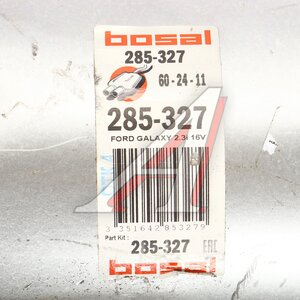 bosal
285-327
60-24-11
285-327
FORD GALAXY 2.3i 16V
3 351642 853279
Part Kit :
285-327
EAC
bosal